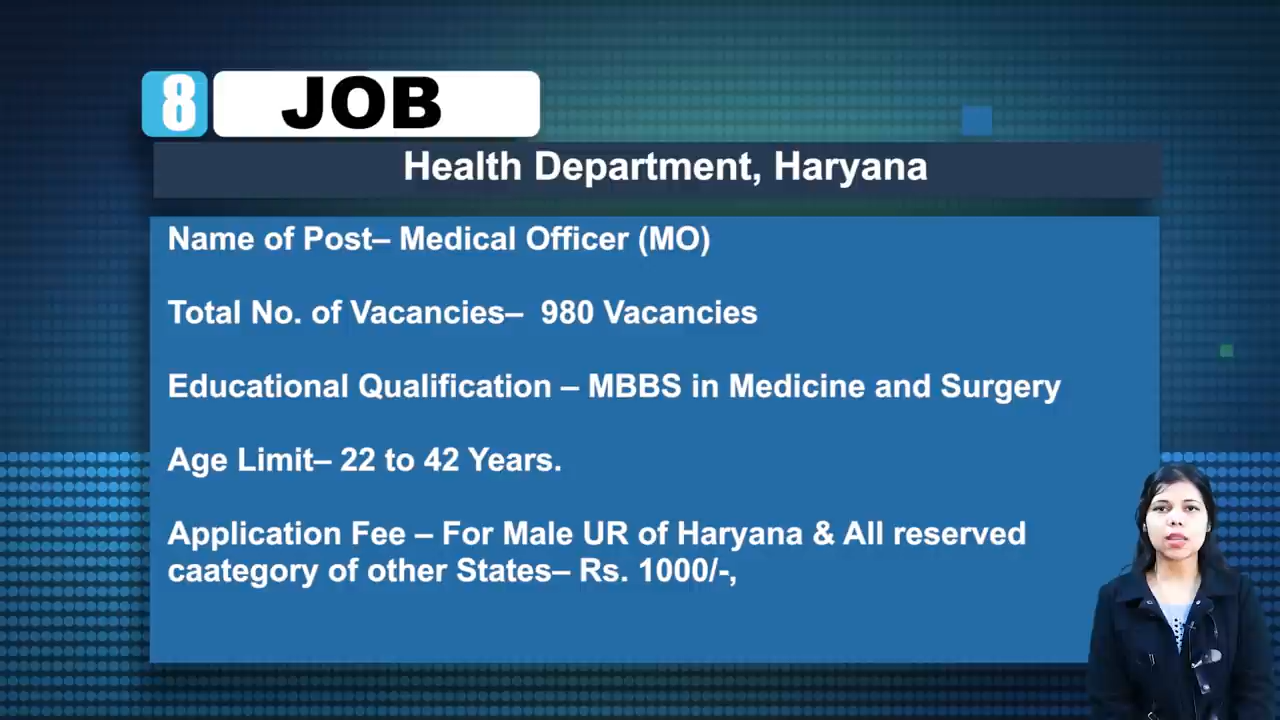 8 JOB
Health Department, Haryana
Name of Post– Medical Officer (MO)
Total No. of Vacancies– 980 Vacancies
Educational Qualification – MBBS in Medicine and Surgery
Age Limit– 22 to 42 Years.
Application Fee – For Male UR of Haryana & All reserved
caategory of other States– Rs. 1000/-,